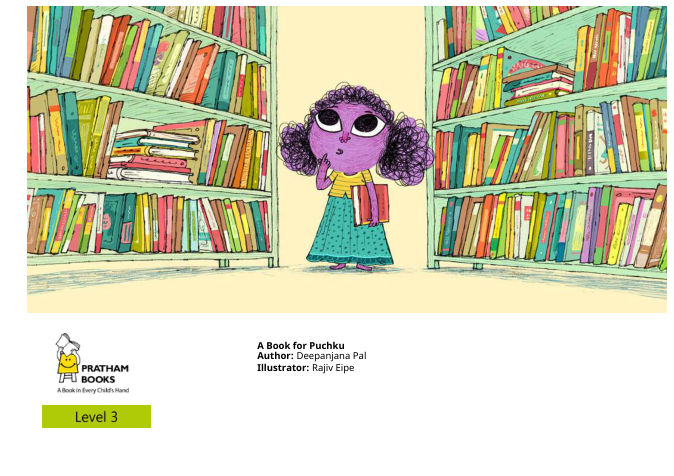 A Book for Puchku
Author: Deepanjana Pal
Illustrator: Rajiv Eipe
PRATHAM
BOOKS
A Book in Every Child's Hand
Level 3